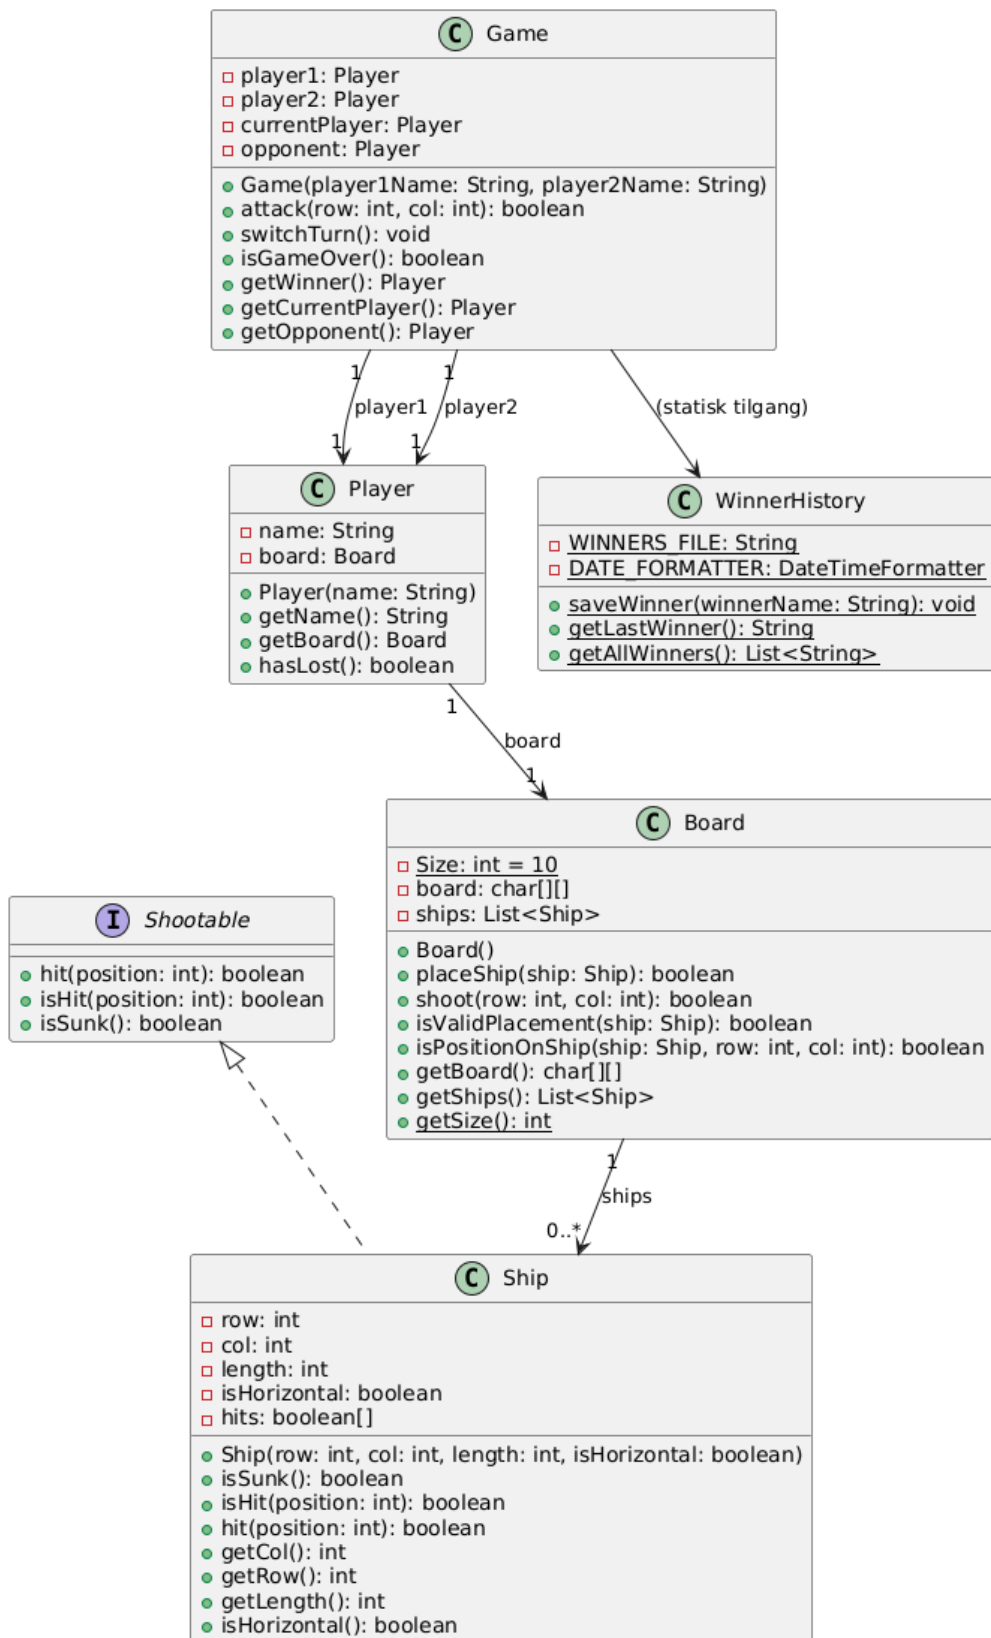 C Game
player1: Player
player2: Player
currentPlayer: Player
opponent: Player
Game(player1Name: String, player2Name: String)
attack(row: int, col: int): boolean
switchTurn(): void
isGameOver(): boolean
getWinner(): Player
getCurrentPlayer(): Player
getOpponent(): Player
1 1
player1 player2 (statisk tilgang)
1 1
C Player
name: String
board: Board
Player(name: String)
getName(): String
getBoard(): Board
hasLost(): boolean
C WinnerHistory
WINNERS_FILE: String
DATE_FORMATTER: DateTimeFormatter
saveWinner(winnerName: String): void
getLastWinner(): String
getAllWinners(): List<String>
1
board
1
C Board
Size: int = 10
board: char[][]
ships: List<Ship>
Board()
placeShip(ship: Ship): boolean
shoot(row: int, col: int): boolean
isValidPlacement(ship: Ship): boolean
isPositionOnShip(ship: Ship, row: int, col: int): boolean
getBoard(): char[][]
getShips(): List<Ship>
getSize(): int
I Shootable
hit(position: int): boolean
isHit(position: int): boolean
isSunk(): boolean
1
ships
0..*
C Ship
row: int
col: int
length: int
isHorizontal: boolean
hits: boolean[]
Ship(row: int, col: int, length: int, isHorizontal: boolean)
isSunk(): boolean
isHit(position: int): boolean
hit(position: int): boolean
getCol(): int
getRow(): int
getLength(): int
isHorizontal(): boolean